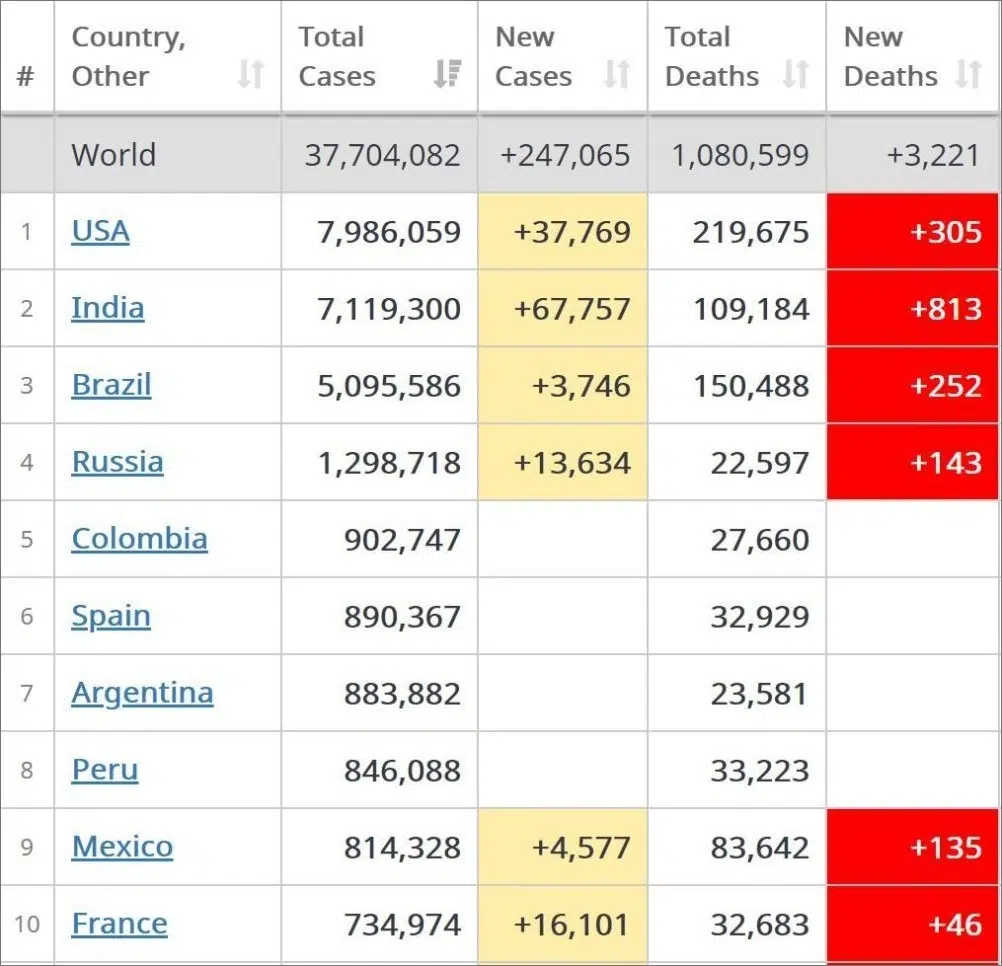 # Country, Other Total Cases New Cases Total Deaths New Deaths
World 37,704,082 +247,065 1,080,599 +3,221
1 USA 7,986,059 +37,769 219,675 +305
2 India 7,119,300 +67,757 109,184 +813
3 Brazil 5,095,586 +3,746 150,488 +252
4 Russia 1,298,718 +13,634 22,597 +143
5 Colombia 902,747 27,660
6 Spain 890,367 32,929
7 Argentina 883,882 23,581
8 Peru 846,088 33,223
9 Mexico 814,328 +4,577 83,642 +135
10 France 734,974 +16,101 32,683 +46